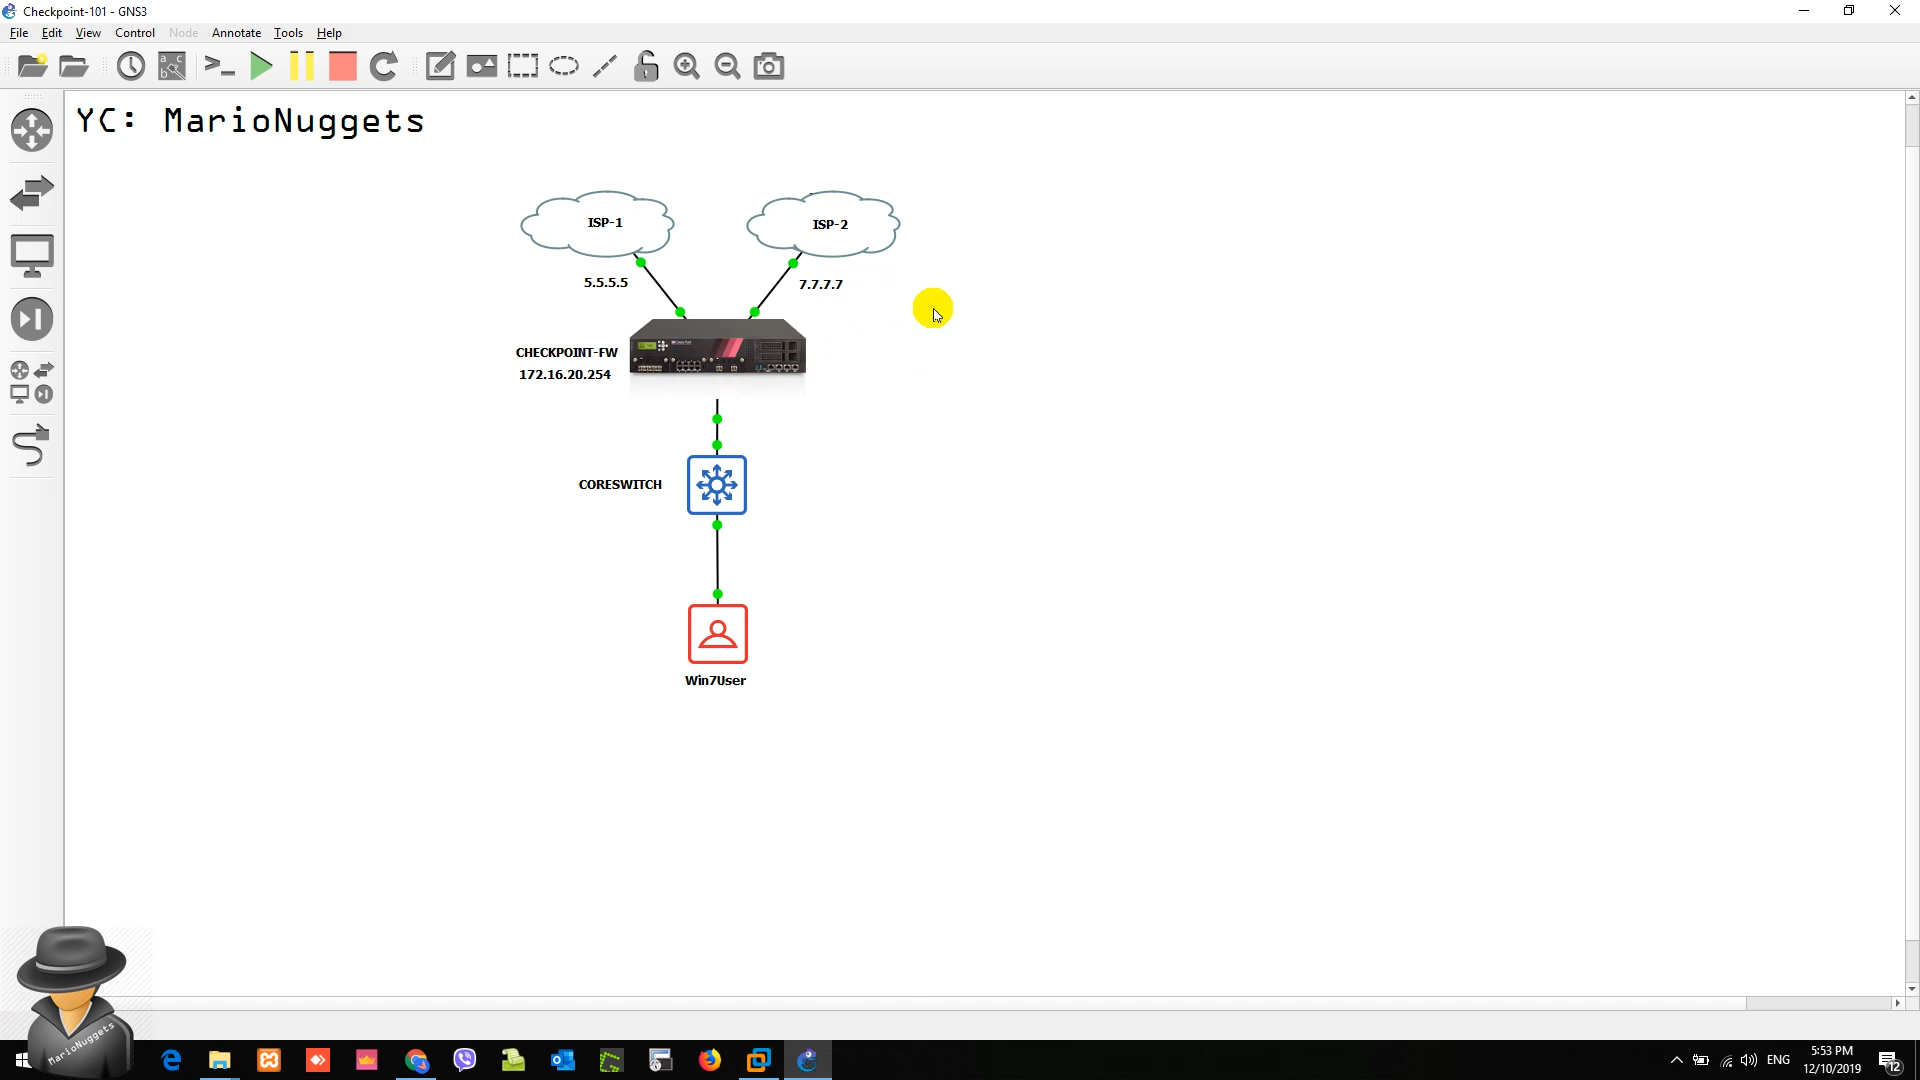 Checkpoint-101 - GNS3
File Edit View Control Node Annotate Tools Help
YC: MarioNuggets
ISP-1
ISP-2
5.5.5.5
7.7.7.7
CHECKPOINT-FW
172.16.20.254
CORESWITCH
Win7User
MarioNuggets
ENG
5:53 PM
12/10/2019
12